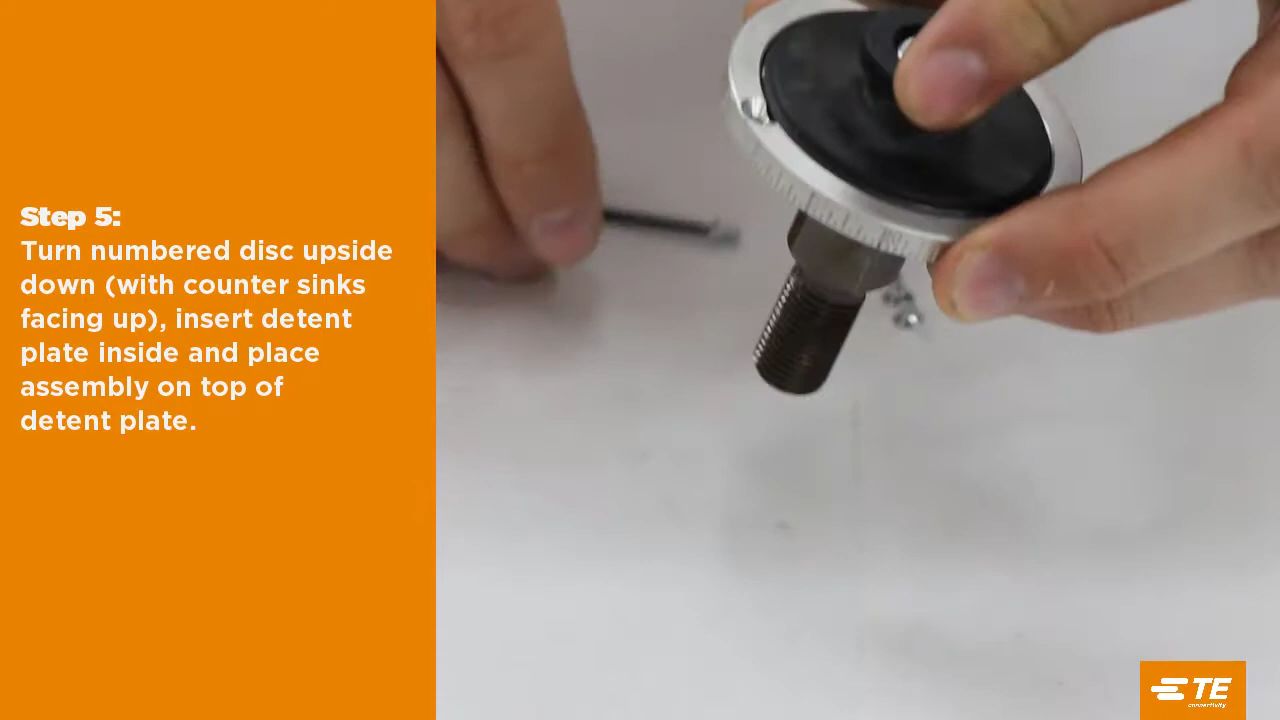 Step 5:
Turn numbered disc upside
down (with counter sinks
facing up), insert detent
plate inside and place
assembly on top of
detent plate.
TE
connectivity